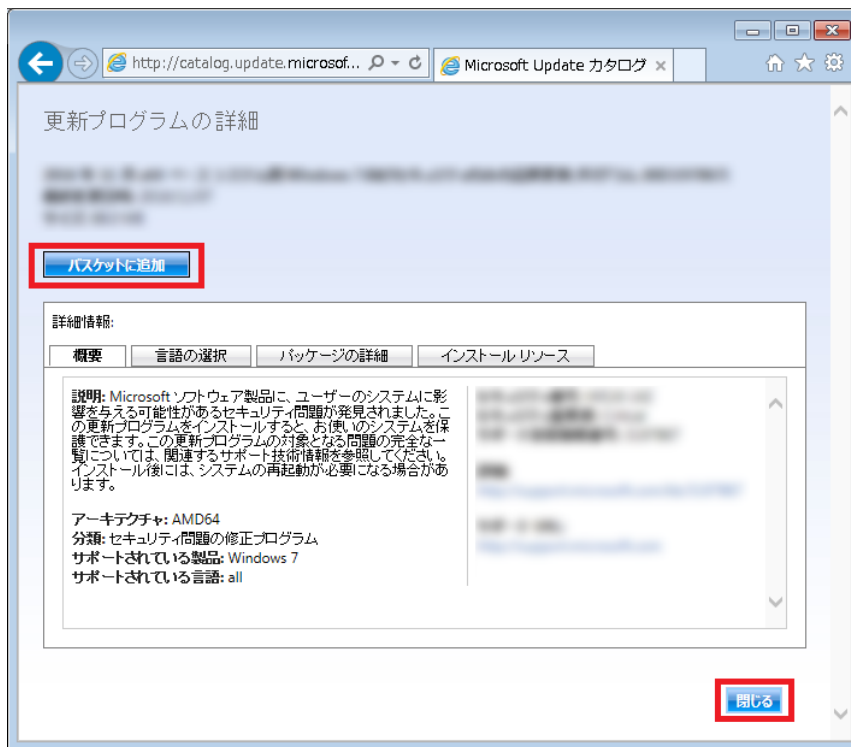 http://catalog.update.microsof...
Microsoft Update カタログ
更新プログラムの詳細
バスケットに追加
詳細情報:
概要
言語の選択
パッケージの詳細
インストール リソース
説明: Microsoft ソフトウェア製品に、ユーザーのシステムに影
響を与える可能性があるセキュリティ問題が発見されました。こ
の更新プログラムをインストールすると、お使いのシステムを保
護できます。この更新プログラムの対象となる問題の完全な一
覧については、関連するサポート技術情報を参照してください。
インストール後には、システムの再起動が必要になる場合があ
ります。
アーキテクチャ: AMD64
分類: セキュリティ問題の修正プログラム
サポートされている製品: Windows 7
サポートされている言語: all
閉じる